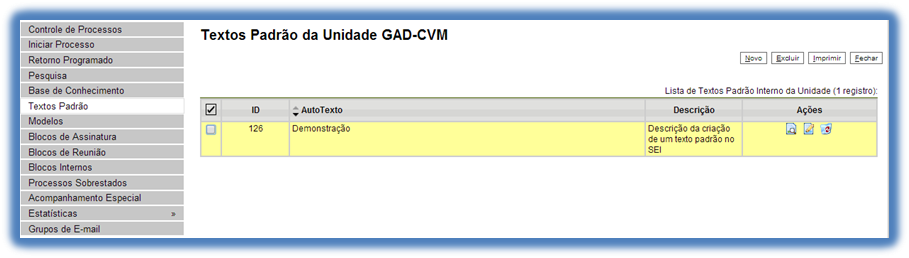 Controle de Processos
Iniciar Processo
Retorno Programado
Pesquisa
Base de Conhecimento
Textos Padrão
Modelos
Blocos de Assinatura
Blocos de Reunião
Blocos Internos
Processos Sobrestados
Acompanhamento Especial
Estatísticas »
Grupos de E-mail
Textos Padrão da Unidade GAD-CVM
Novo Excluir Imprimir Fechar
Lista de Textos Padrão Interno da Unidade (1 registro):
ID AutoTexto Descrição Ações
126 Demonstração Descrição da criação
de um texto padrão no
SEI